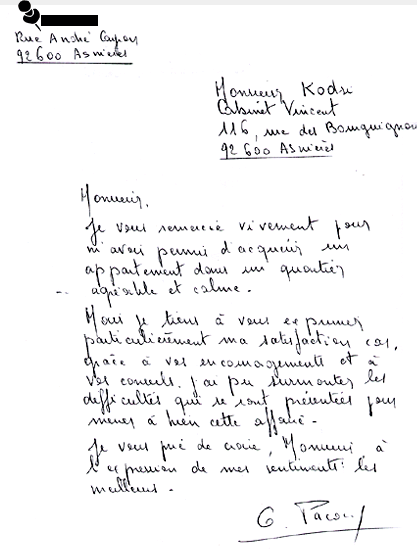 Rue André Cayron
92600 Asnières
Monsieur Kodsi
Cabinet Vincent
116, rue des Bourguignons
92600 Asnières
Monsieur,
Je vous remercie vivement pour
m'avoir permis d'acquérir un
appartement dans un quartier
agréable et calme.
Mais je tiens à vous exprimer
particulièrement ma satisfaction car,
grâce à vos encouragements et à
vos conseils, j'ai pu surmonter les
difficultés qui se sont présentées pour
mener à bien cette affaire.
Je vous prie de croire, Monsieur, à
l'expression de mes sentiments les
meilleurs.
G.